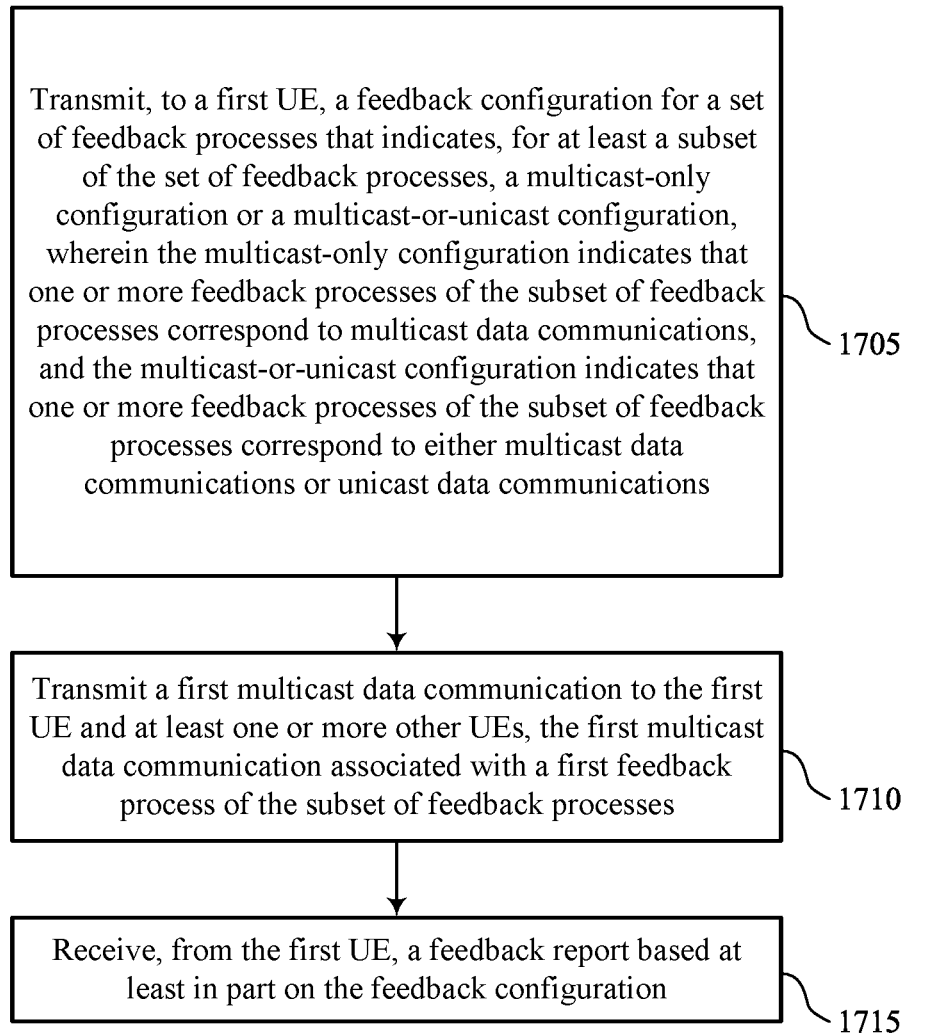 Transmit, to a first UE, a feedback configuration for a set
of feedback processes that indicates, for at least a subset
of the set of feedback processes, a multicast-only
configuration or a multicast-or-unicast configuration,
wherein the multicast-only configuration indicates that
one or more feedback processes of the subset of feedback
processes correspond to multicast data communications,
and the multicast-or-unicast configuration indicates that
one or more feedback processes of the subset of feedback
processes correspond to either multicast data
communications or unicast data communications
1705
Transmit a first multicast data communication to the first
UE and at least one or more other UEs, the first multicast
data communication associated with a first feedback
process of the subset of feedback processes
1710
Receive, from the first UE, a feedback report based at
least in part on the feedback configuration
1715